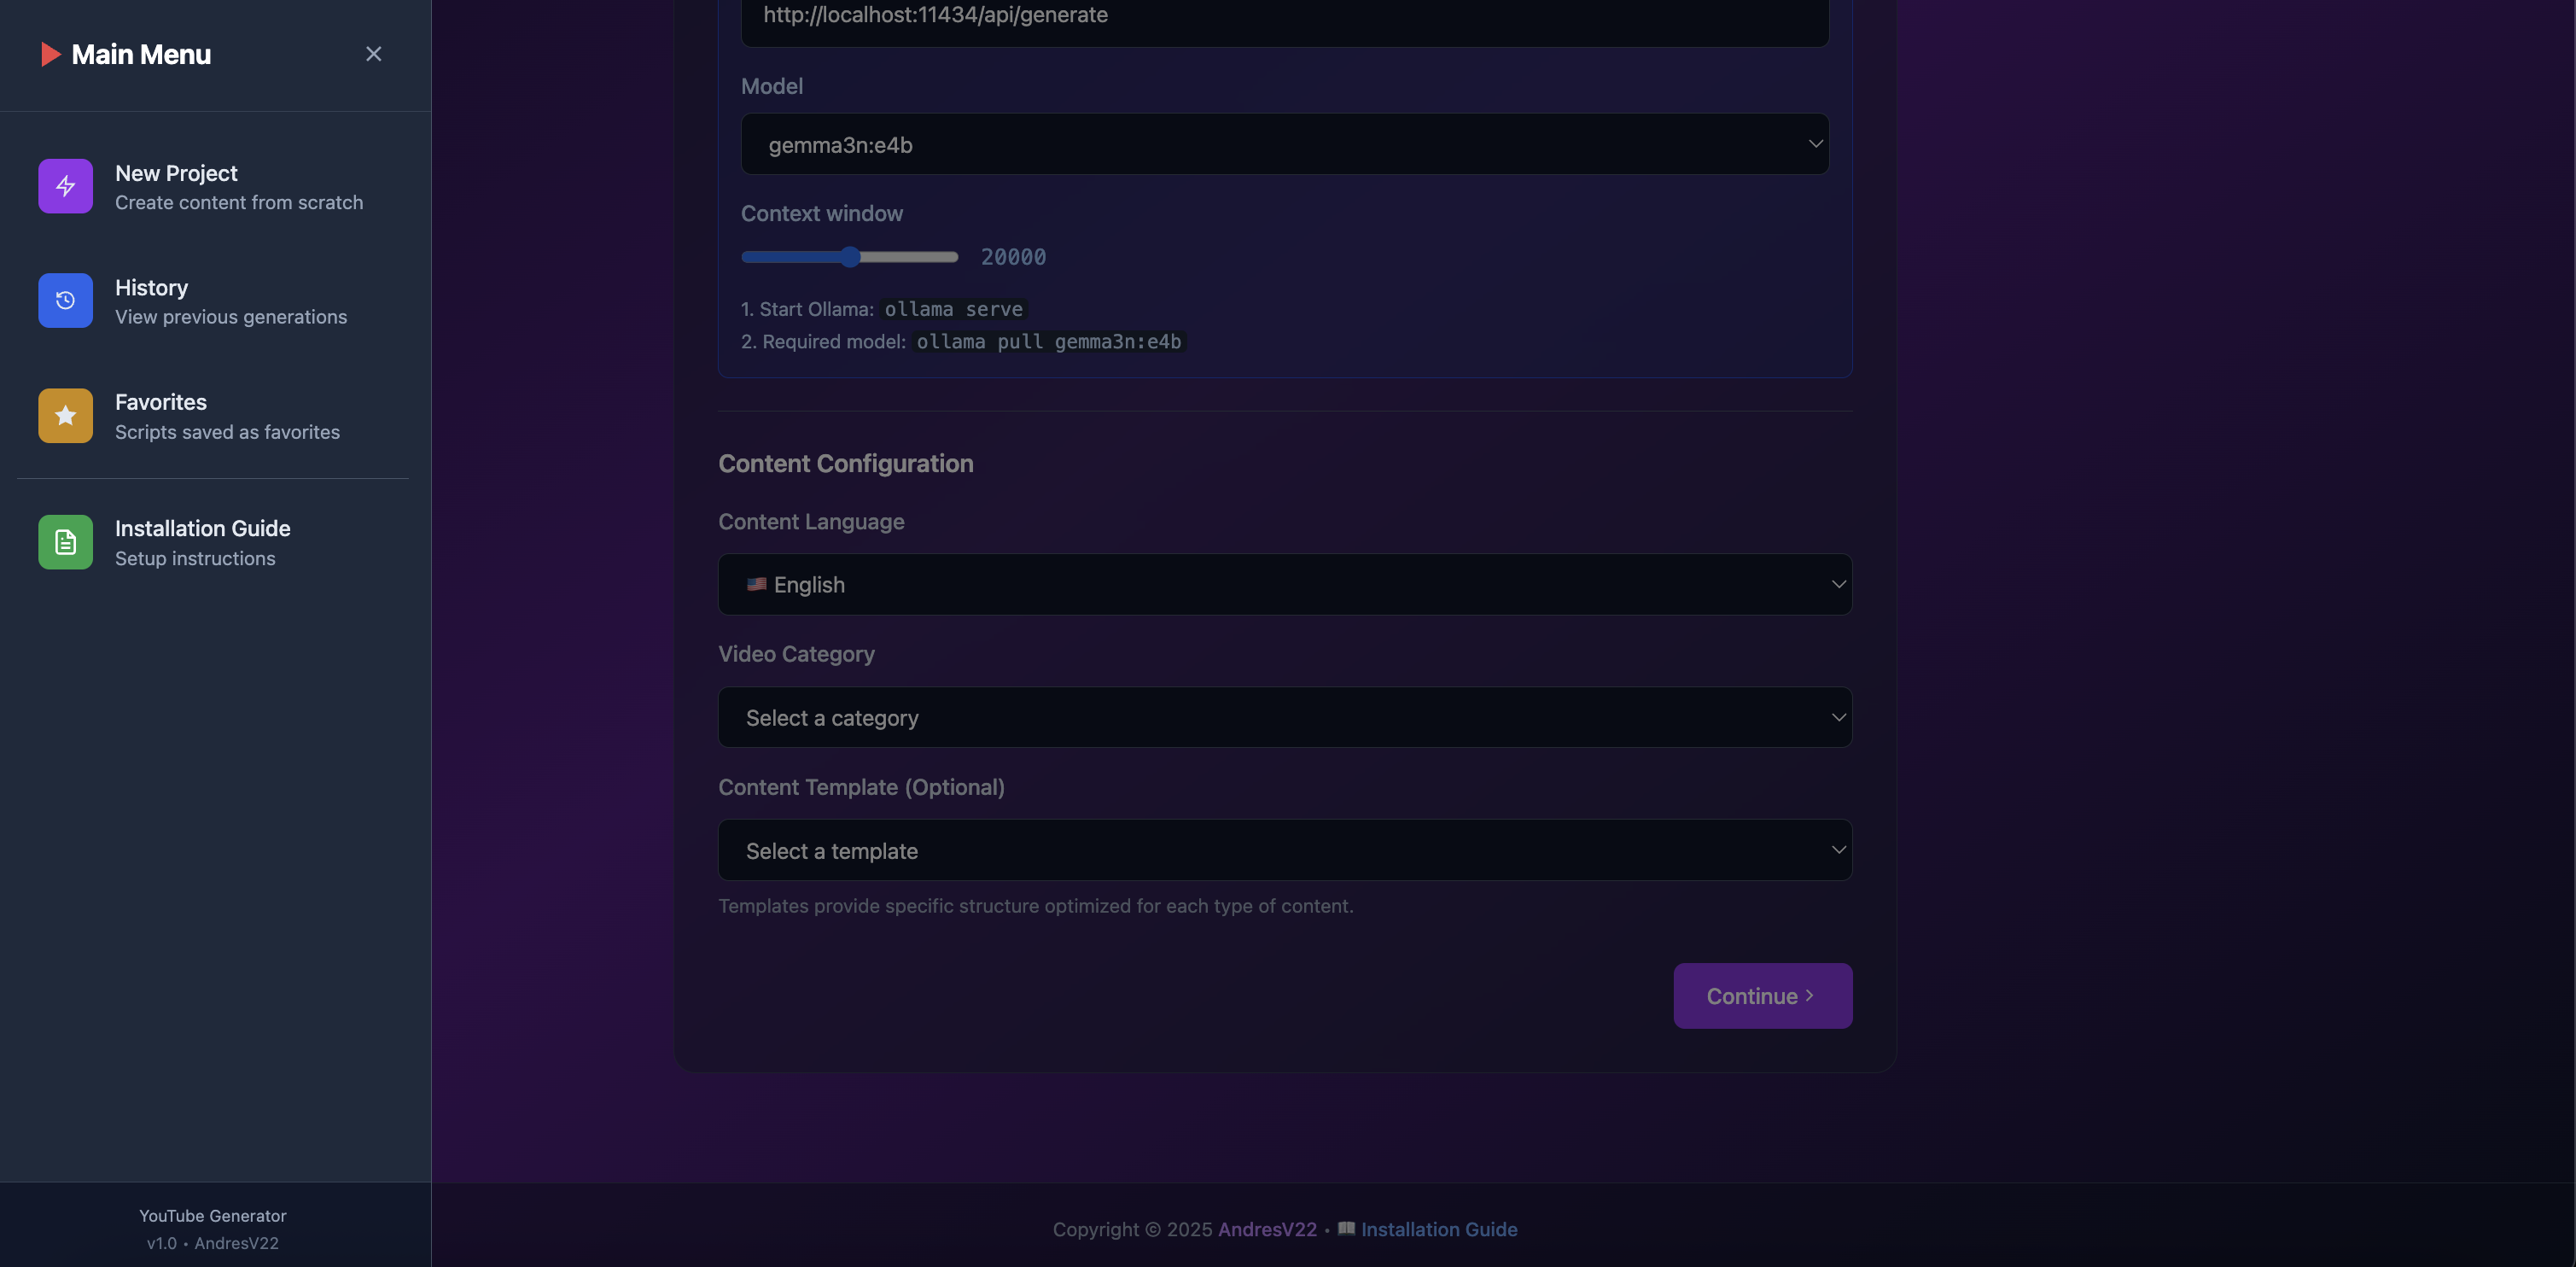 Main Menu
New Project
Create content from scratch
History
View previous generations
Favorites
Scripts saved as favorites
Installation Guide
Setup instructions
YouTube Generator
v1.0 • AndresV22
http://localhost:11434/api/generate
Model
gemma3n:e4b
Context window
20000
1. Start Ollama: ollama serve
2. Required model: ollama pull gemma3n:e4b
Content Configuration
Content Language
English
Video Category
Select a category
Content Template (Optional)
Select a template
Templates provide specific structure optimized for each type of content.
Continue
Copyright © 2025 AndresV22 • Installation Guide